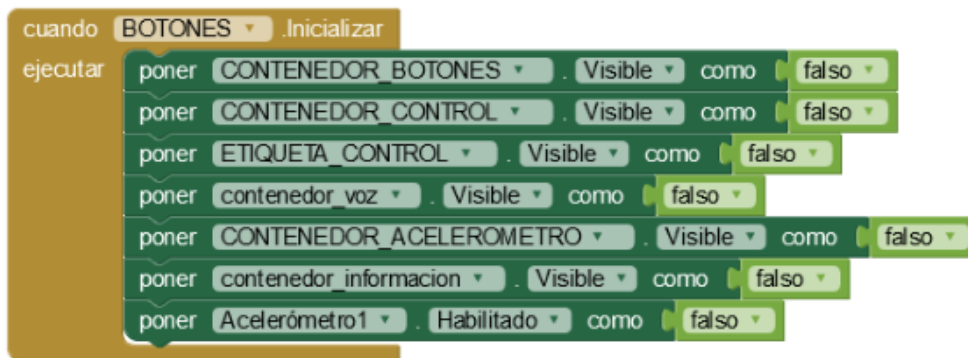 cuando BOTONES .Inicializar
ejecutar poner CONTENEDOR_BOTONES . Visible como falso
poner CONTENEDOR_CONTROL . Visible como falso
poner ETIQUETA_CONTROL . Visible como falso
poner contenedor_voz . Visible como falso
poner CONTENEDOR_ACELEROMETRO . Visible como falso
poner contenedor_informacion . Visible como falso
poner Acelerómetro1 . Habilitado como falso